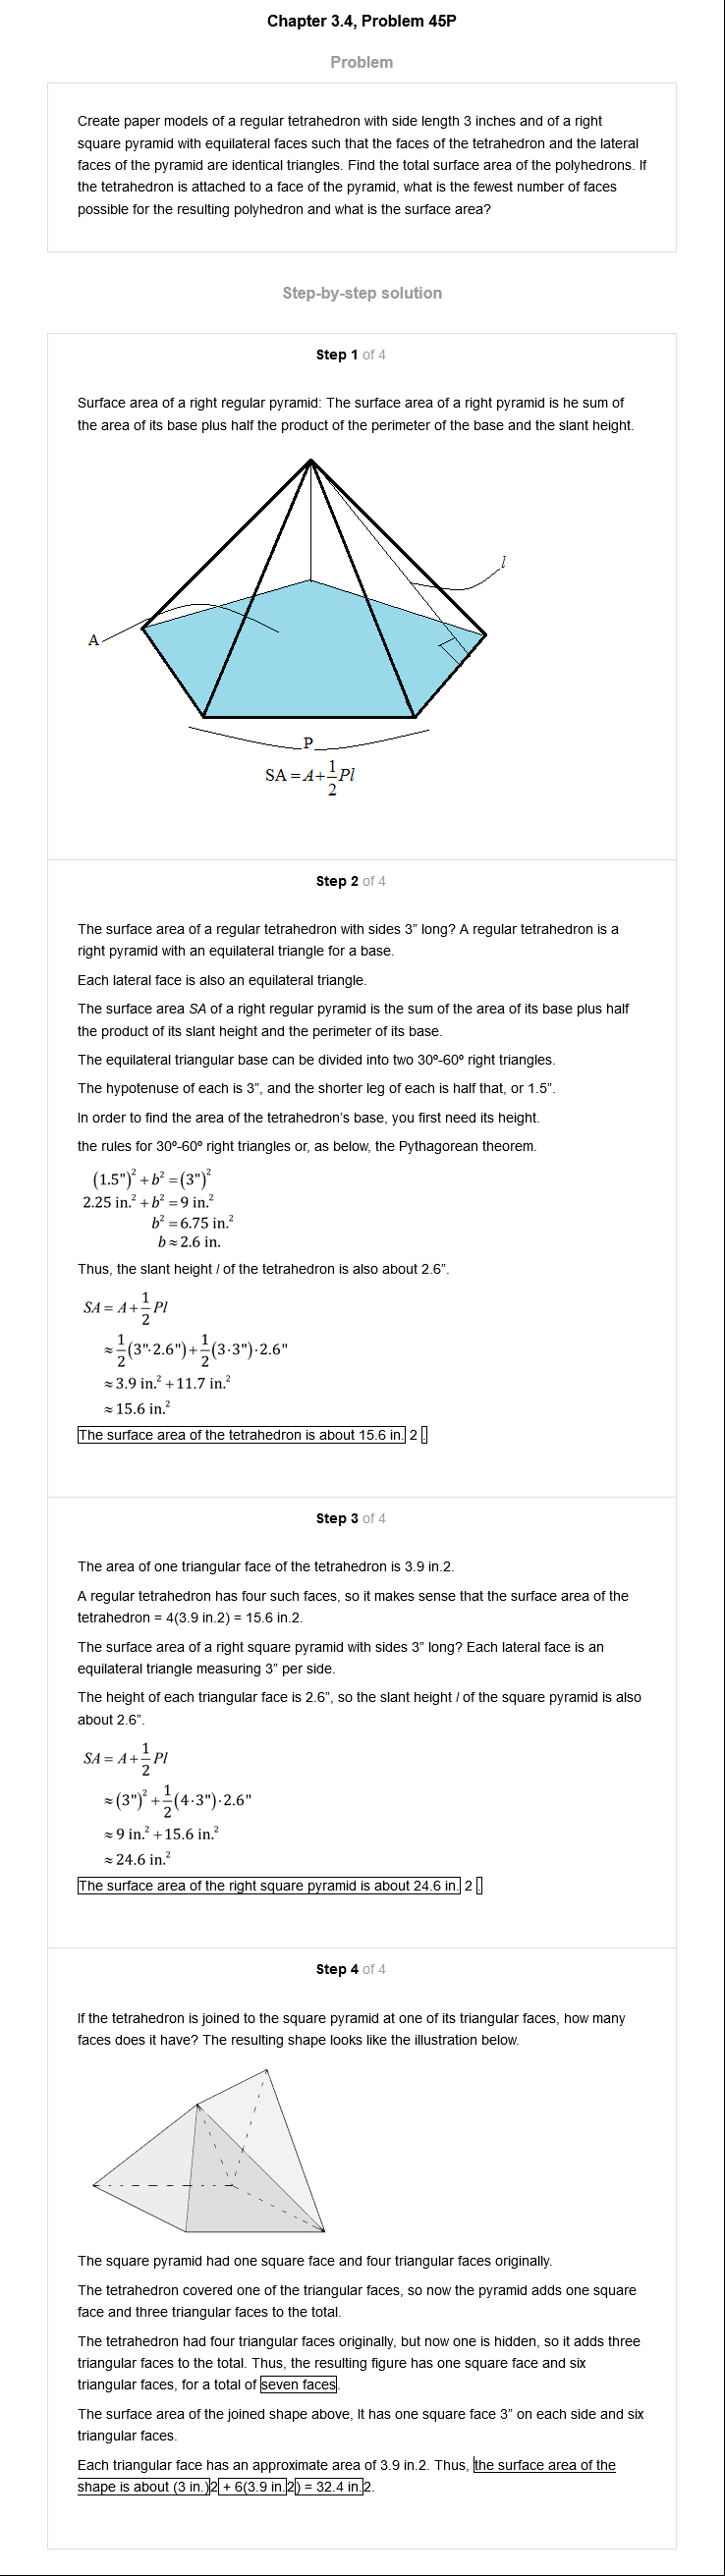 Chapter 3.4, Problem 45P
Problem
Create paper models of a regular tetrahedron with side length 3 inches and of a right
square pyramid with equilateral faces such that the faces of the tetrahedron and the lateral
faces of the pyramid are identical triangles. Find the total surface area of the polyhedrons. If
the tetrahedron is attached to a face of the pyramid, what is the fewest number of faces
possible for the resulting polyhedron and what is the surface area?
Step-by-step solution
Step 1 of 4
Surface area of a right regular pyramid: The surface area of a right pyramid is he sum of
the area of its base plus half the product of the perimeter of the base and the slant height.
l
A
P
SA = A + 1/2 Pl
Step 2 of 4
The surface area of a regular tetrahedron with sides 3” long? A regular tetrahedron is a
right pyramid with an equilateral triangle for a base.
Each lateral face is also an equilateral triangle.
The surface area SA of a right regular pyramid is the sum of the area of its base plus half
the product of its slant height and the perimeter of its base.
The equilateral triangular base can be divided into two 30º-60º right triangles.
The hypotenuse of each is 3”, and the shorter leg of each is half that, or 1.5”.
In order to find the area of the tetrahedron’s base, you first need its height.
the rules for 30º-60º right triangles or, as below, the Pythagorean theorem.
(1.5")² + b² = (3")²
2.25 in.² + b² = 9 in.²
b² = 6.75 in.²
b ≈ 2.6 in.
Thus, the slant height l of the tetrahedron is also about 2.6”.
SA = A + 1/2 Pl
≈ 1/2 (3"·2.6") + 1/2 (3·3")·2.6"
≈ 3.9 in.² + 11.7 in.²
≈ 15.6 in.²
The surface area of the tetrahedron is about 15.6 in. 2 .
Step 3 of 4
The area of one triangular face of the tetrahedron is 3.9 in.2.
A regular tetrahedron has four such faces, so it makes sense that the surface area of the
tetrahedron = 4(3.9 in.2) = 15.6 in.2.
The surface area of a right square pyramid with sides 3” long? Each lateral face is an
equilateral triangle measuring 3” per side.
The height of each triangular face is 2.6”, so the slant height l of the square pyramid is also
about 2.6”.
SA = A + 1/2 Pl
≈ (3")² + 1/2 (4·3")·2.6"
≈ 9 in.² + 15.6 in.²
≈ 24.6 in.²
The surface area of the right square pyramid is about 24.6 in. 2 .
Step 4 of 4
If the tetrahedron is joined to the square pyramid at one of its triangular faces, how many
faces does it have? The resulting shape looks like the illustration below.
The square pyramid had one square face and four triangular faces originally.
The tetrahedron covered one of the triangular faces, so now the pyramid adds one square
face and three triangular faces to the total.
The tetrahedron had four triangular faces originally, but now one is hidden, so it adds three
triangular faces to the total. Thus, the resulting figure has one square face and six
triangular faces, for a total of seven faces.
The surface area of the joined shape above, It has one square face 3” on each side and six
triangular faces.
Each triangular face has an approximate area of 3.9 in.2. Thus, the surface area of the
shape is about (3 in.)2 + 6(3.9 in.2) = 32.4 in.2.